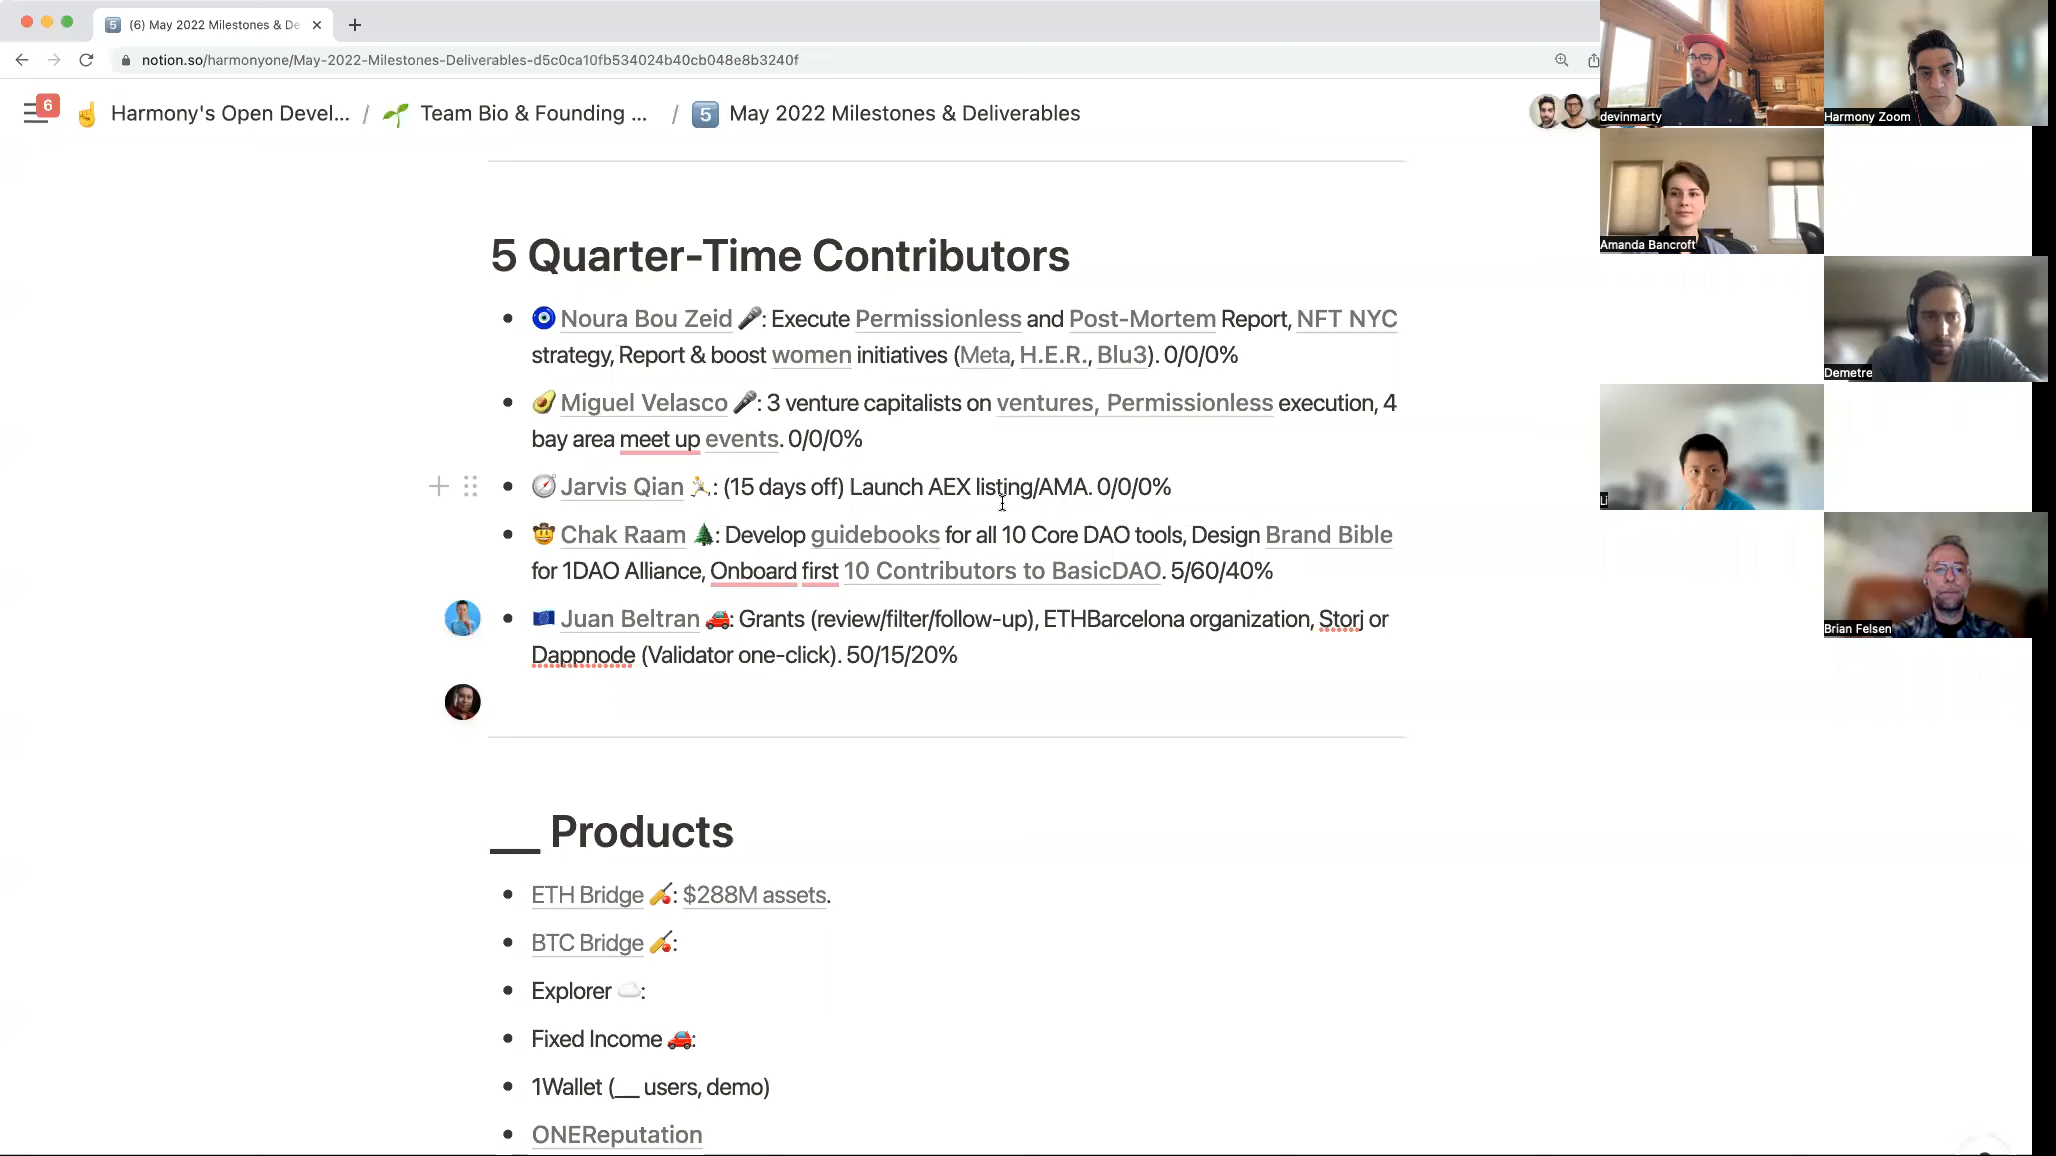 (6) May 2022 Milestones & De
notion.so/harmonyone/May-2022-Milestones-Deliverables-d5c0ca10fb534024b40cb048e8b3240f
6
Harmony's Open Devel... / Team Bio & Founding ... / 5 May 2022 Milestones & Deliverables
devinmarty
Harmony Zoom
Amanda Bancroft
Demetre
Li
Brian Felsen
5 Quarter-Time Contributors
• Noura Bou Zeid 🎤: Execute Permissionless and Post-Mortem Report, NFT NYC
strategy, Report & boost women initiatives (Meta, H.E.R., Blu3). 0/0/0%
• Miguel Velasco 🎤: 3 venture capitalists on ventures, Permissionless execution, 4
bay area meet up events. 0/0/0%
• Jarvis Qian : (15 days off) Launch AEX listing/AMA. 0/0/0%
• Chak Raam 🌲: Develop guidebooks for all 10 Core DAO tools, Design Brand Bible
for 1DAO Alliance, Onboard first 10 Contributors to BasicDAO. 5/60/40%
• Juan Beltran 🚗: Grants (review/filter/follow-up), ETHBarcelona organization, Storj or
Dappnode (Validator one-click). 50/15/20%
__ Products
• ETH Bridge 🏏: $288M assets.
• BTC Bridge 🏏:
• Explorer ☁️:
• Fixed Income 🚗:
• 1Wallet (__ users, demo)
• ONEReputation